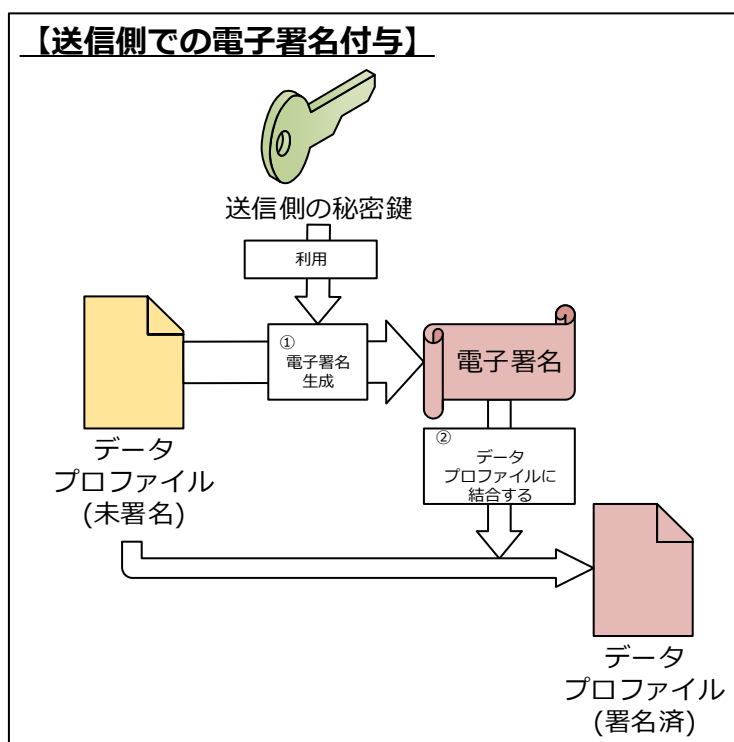 【送信側での電子署名付与】
送信側の秘密鍵
利用
①
電子署名
生成
電子署名
データ
プロファイル
(未署名)
②
データ
プロファイルに
結合する
データ
プロファイル
(署名済)